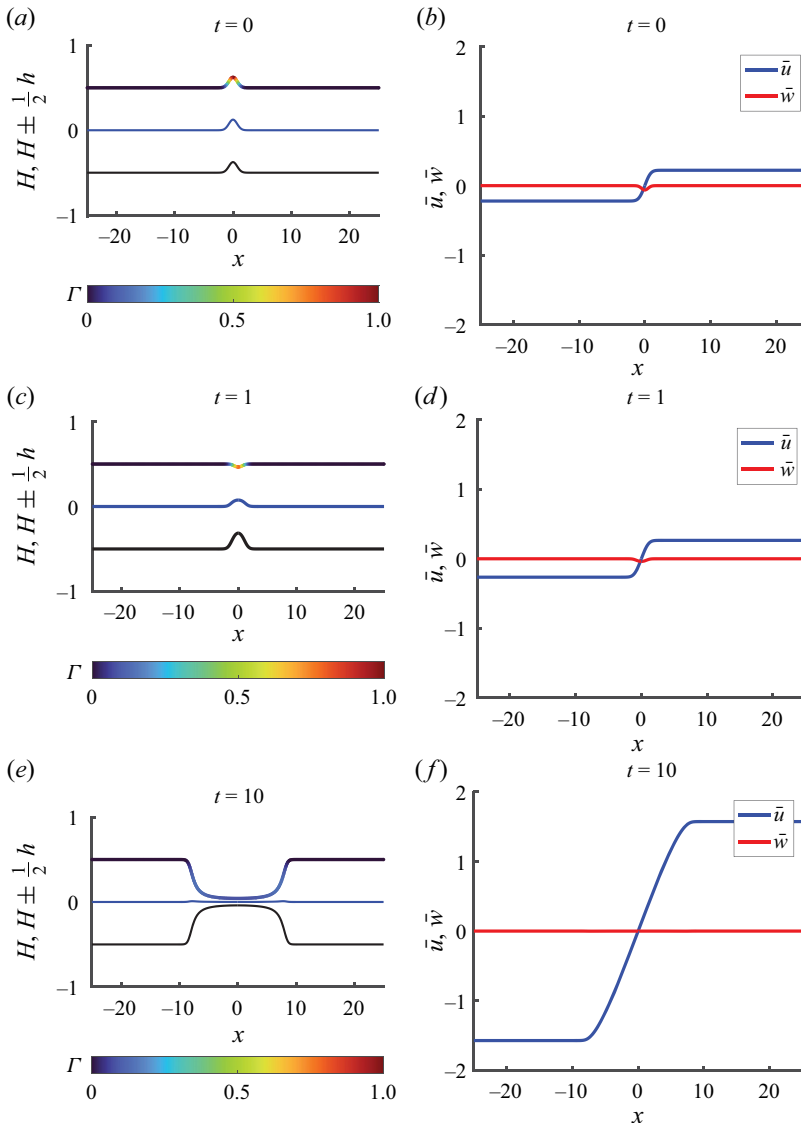 (a) t = 0
H, H ± 1/2 h
1
0
–1
–20 –10 0 10 20
x
Γ
0 0.5 1.0
(b) t = 0
ū, w̄
2
1
0
–1
–2
–20 –10 0 10 20
x
ū
w̄
(c) t = 1
H, H ± 1/2 h
1
0
–1
–20 –10 0 10 20
x
Γ
0 0.5 1.0
(d) t = 1
ū, w̄
2
1
0
–1
–2
–20 –10 0 10 20
x
ū
w̄
(e) t = 10
H, H ± 1/2 h
1
0
–1
–20 –10 0 10 20
x
Γ
0 0.5 1.0
(f) t = 10
ū, w̄
2
1
0
–1
–2
–20 –10 0 10 20
x
ū
w̄